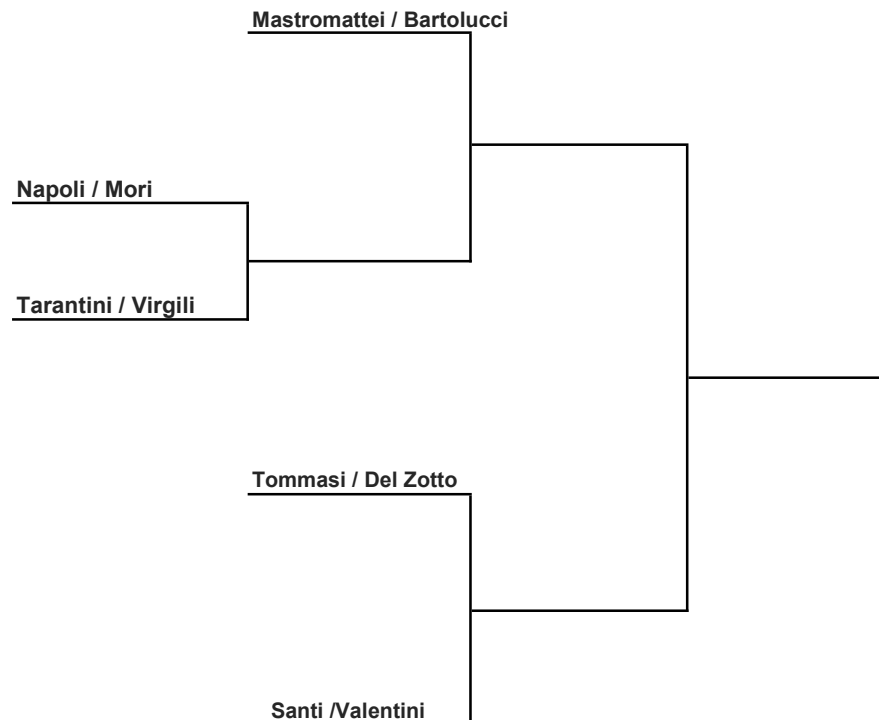 Mastromattei / Bartolucci
Napoli / Mori
Tarantini / Virgili
Tommasi / Del Zotto
Santi /Valentini